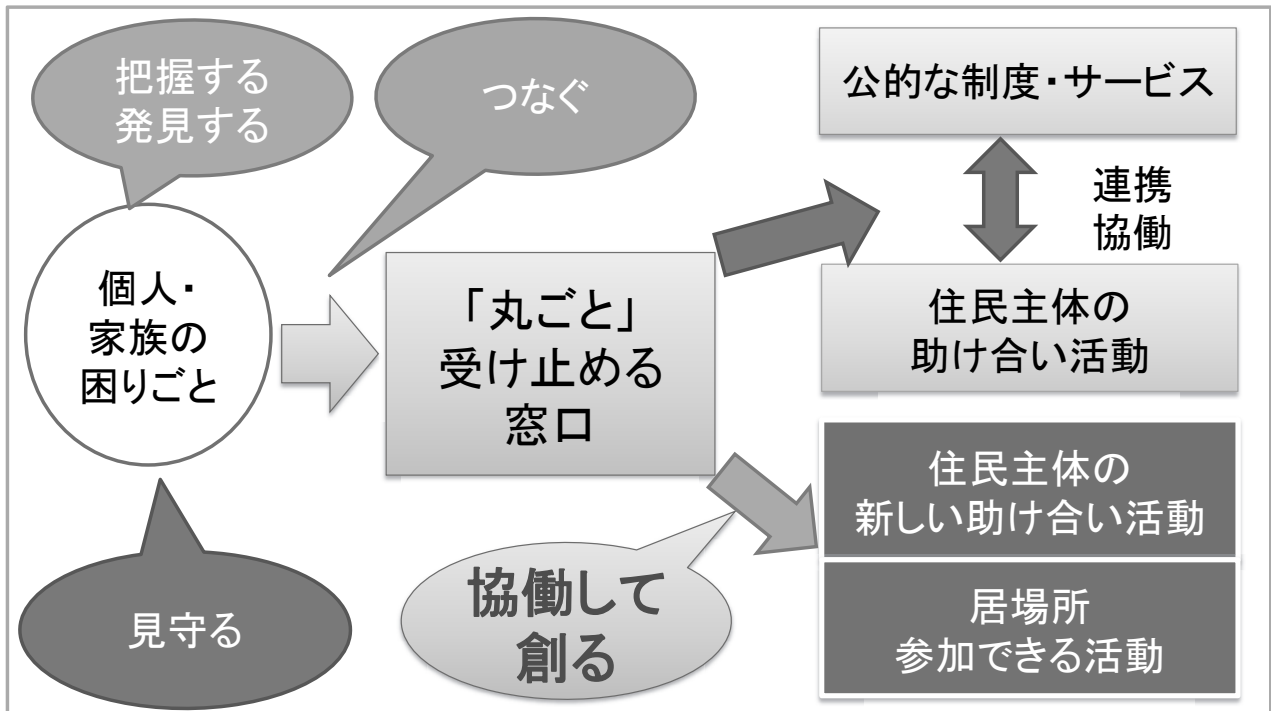 把握する
発見する
つなぐ
公的な制度・サービス
連携
協働
個人・
家族の
困りごと
「丸ごと」
受け止める
窓口
住民主体の
助け合い活動
住民主体の
新しい助け合い活動
見守る
協働して
創る
居場所
参加できる活動